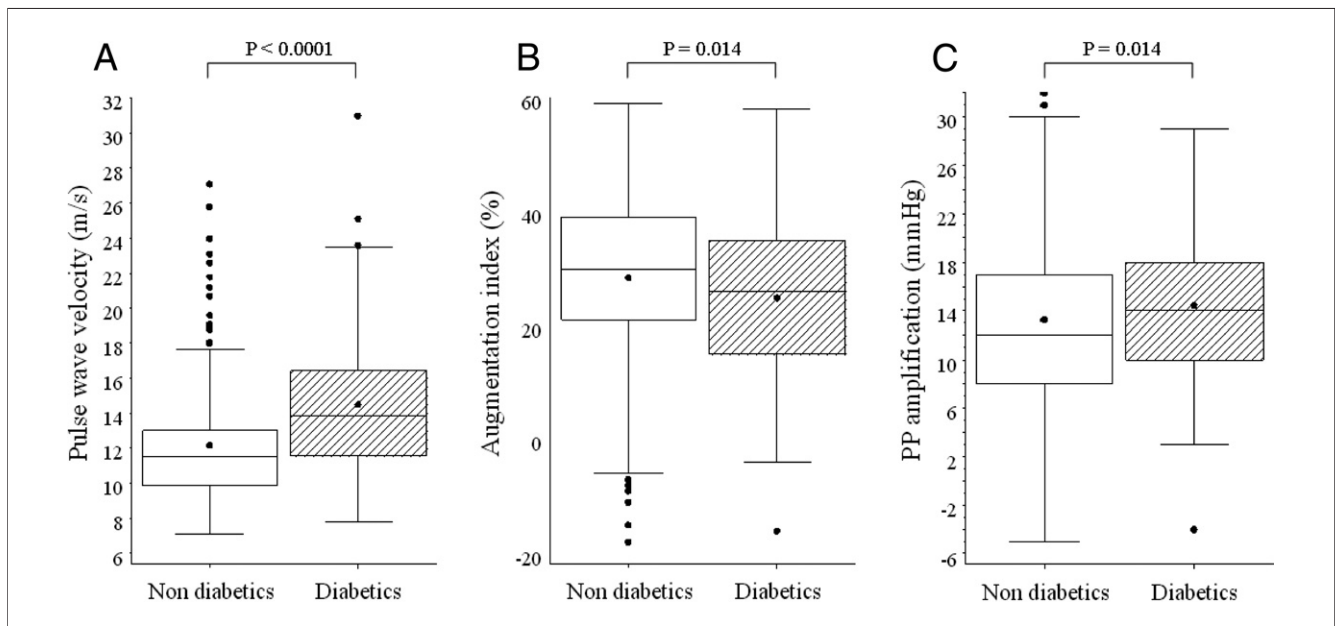 A
P < 0.0001
Pulse wave velocity (m/s)
32
30
28
26
24
22
20
18
16
14
12
10
8
6
Non diabetics
Diabetics
B
P = 0.014
Augmentation index (%)
60
40
20
0
-20
Non diabetics
Diabetics
C
P = 0.014
PP amplification (mmHg)
30
26
22
18
14
10
6
2
-2
-6
Non diabetics
Diabetics